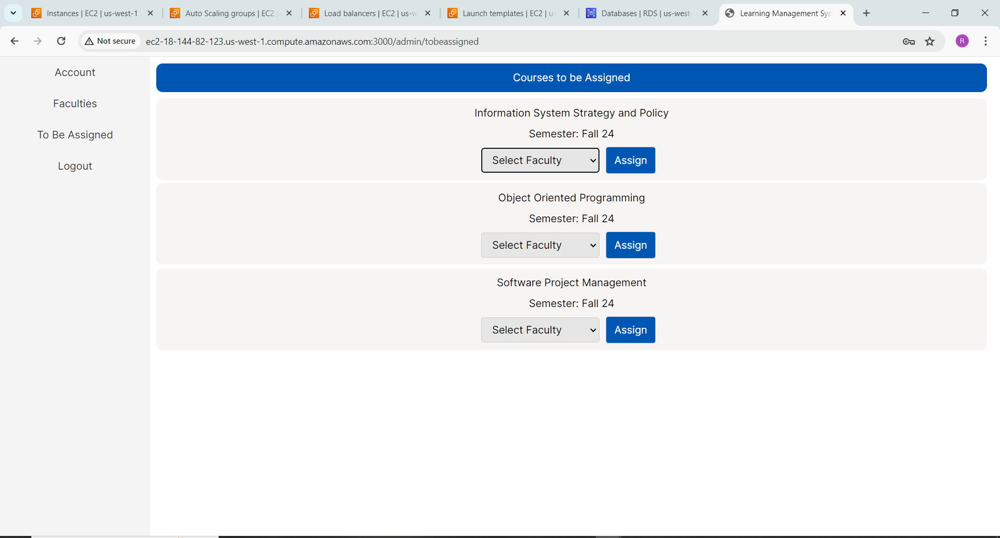 Instances | EC2 | us-west-1
Auto Scaling groups | EC2
Load balancers | EC2 | us-w
Launch templates | EC2 | us
Databases | RDS | us-west-
Learning Management Sys
Not secure
ec2-18-144-82-123.us-west-1.compute.amazonaws.com:3000/admin/tobeassigned
R
Account
Faculties
To Be Assigned
Logout
Courses to be Assigned
Information System Strategy and Policy
Semester: Fall 24
Select Faculty
Assign
Object Oriented Programming
Semester: Fall 24
Select Faculty
Assign
Software Project Management
Semester: Fall 24
Select Faculty
Assign